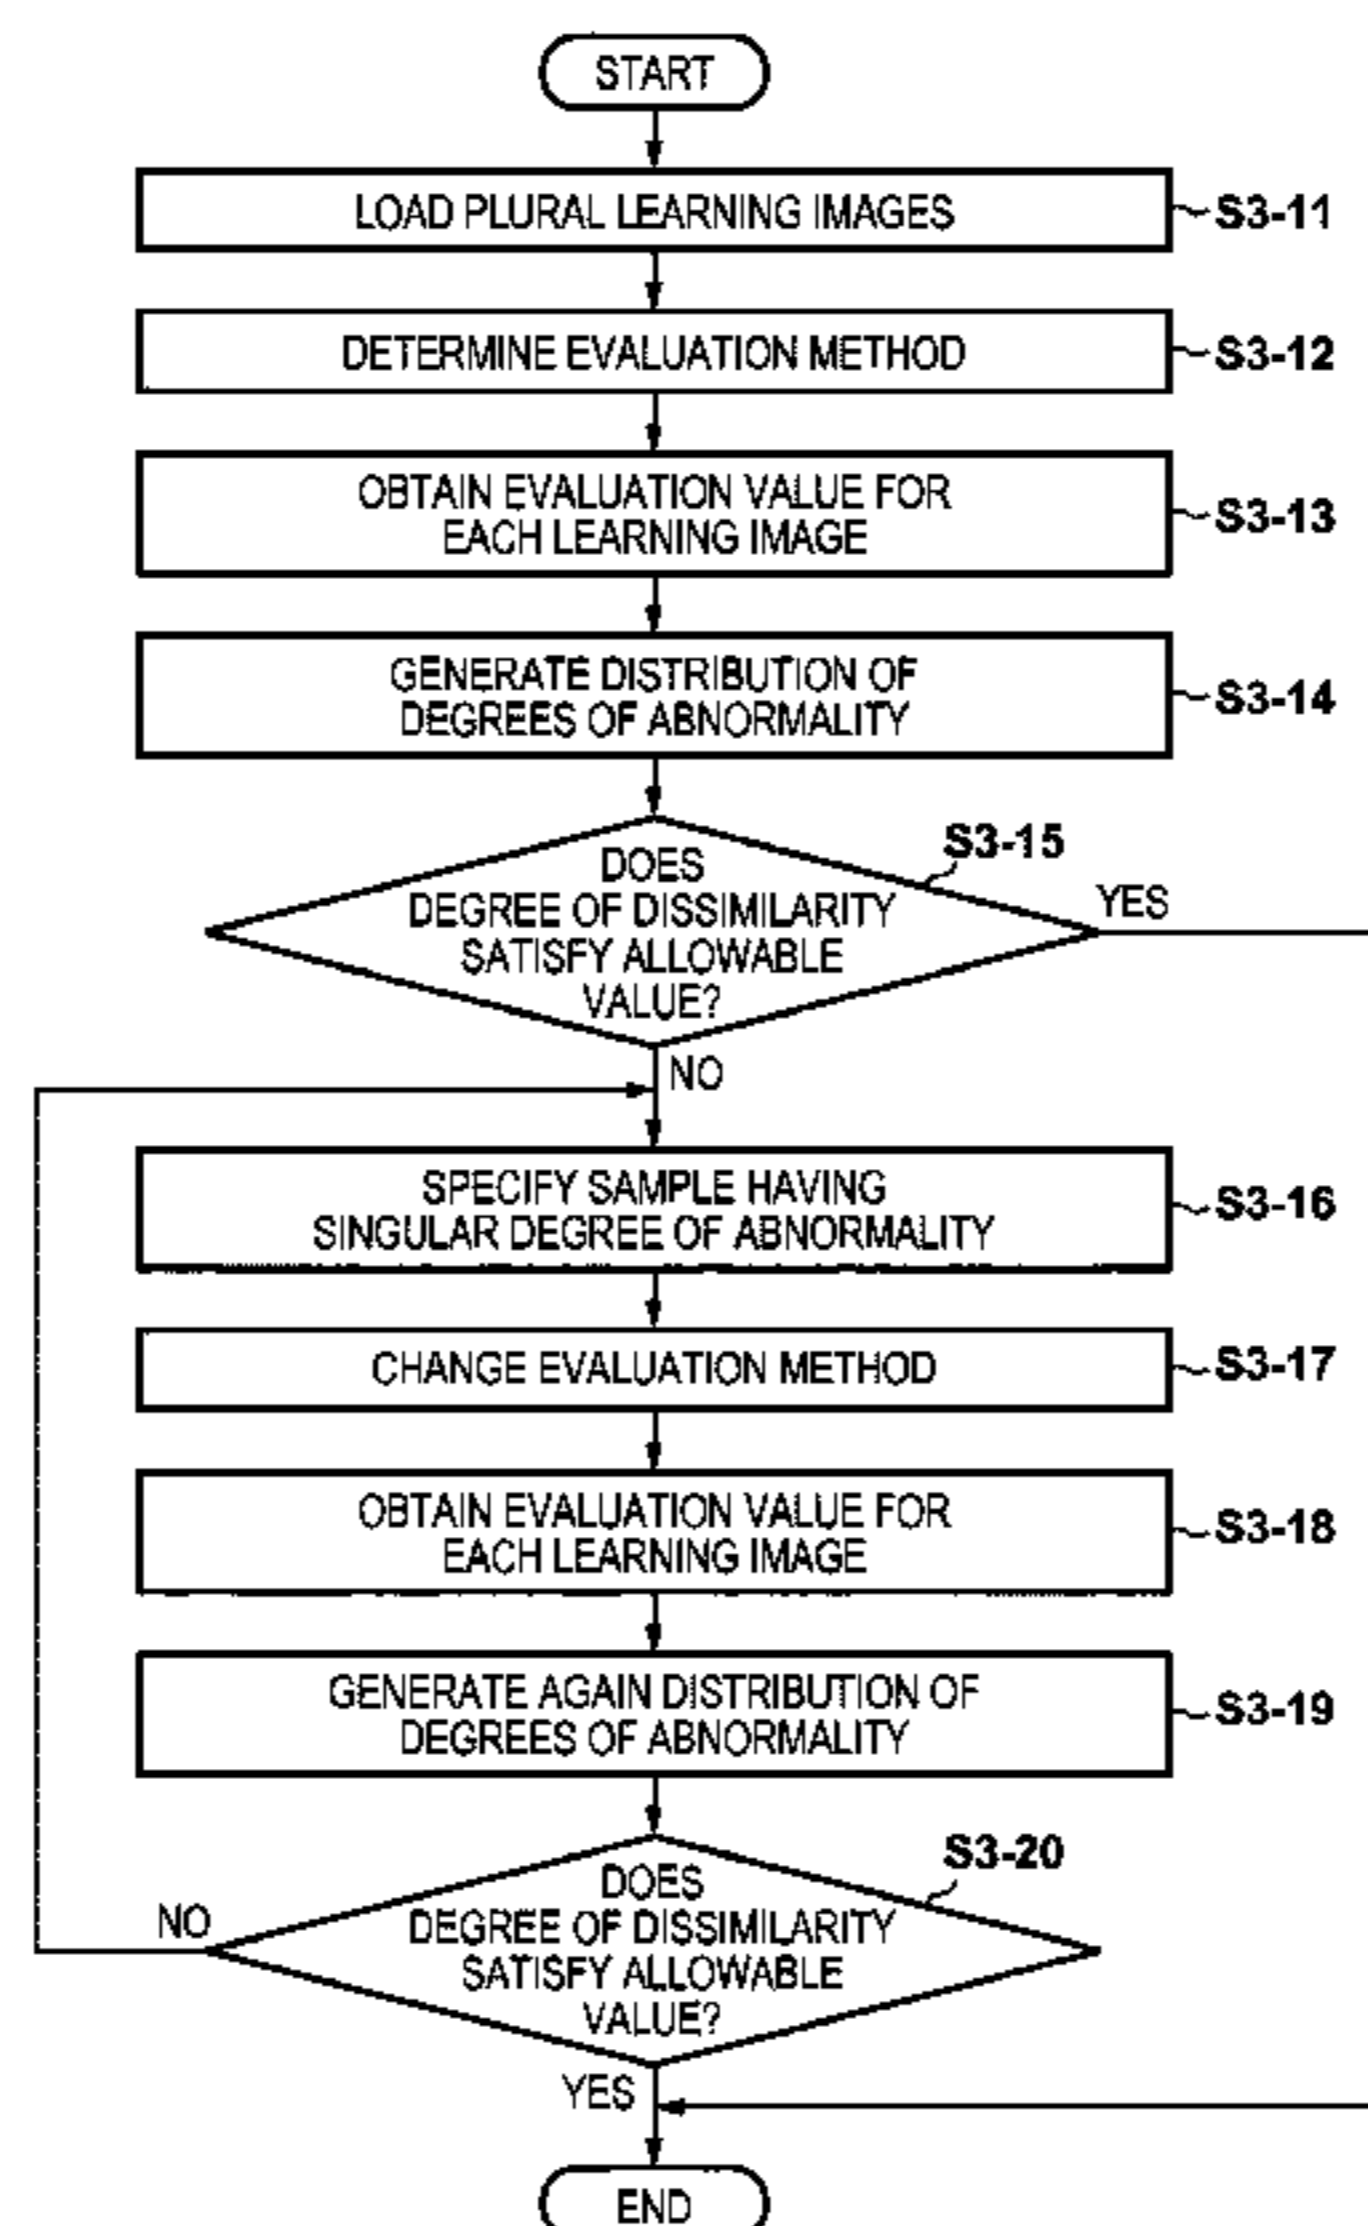 START
LOAD PLURAL LEARNING IMAGES
S3-11
DETERMINE EVALUATION METHOD
S3-12
OBTAIN EVALUATION VALUE FOR
EACH LEARNING IMAGE
S3-13
GENERATE DISTRIBUTION OF
DEGREES OF ABNORMALITY
S3-14
S3-15
DOES
DEGREE OF DISSIMILARITY
SATISFY ALLOWABLE
VALUE?
YES
NO
SPECIFY SAMPLE HAVING
SINGULAR DEGREE OF ABNORMALITY
S3-16
CHANGE EVALUATION METHOD
S3-17
OBTAIN EVALUATION VALUE FOR
EACH LEARNING IMAGE
S3-18
GENERATE AGAIN DISTRIBUTION OF
DEGREES OF ABNORMALITY
S3-19
S3-20
DOES
DEGREE OF DISSIMILARITY
SATISFY ALLOWABLE
VALUE?
NO
YES
END